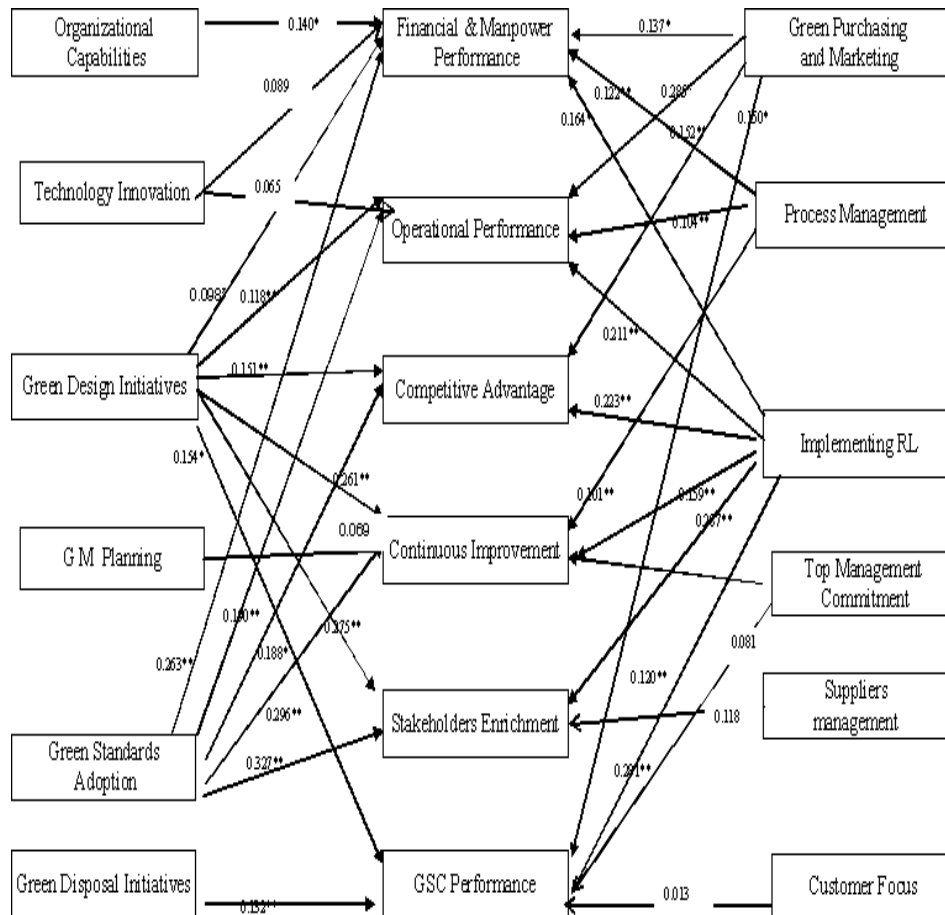 Organizational
Capabilities
0.140*
Financial & Manpower
Performance
0.137*
Green Purchasing
and Marketing
0.089
0.122**
0.164*
0.152**
0.150*
Technology Innovation
0.065
Operational Performance
0.104**
Process Management
0.098*
0.118**
0.211**
Green Design Initiatives
0.151**
Competitive Advantage
0.223**
Implementing RL
0.154*
0.261**
0.101**
0.159**
G M Planning
0.069
Continuous Improvement
Top Management
Commitment
0.275**
0.188*
0.263**
0.081
0.120**
0.296**
Stakeholders Enrichment
0.118
Suppliers
management
Green Standards
Adoption
0.327**
Green Disposal Initiatives
0.132**
GSC Performance
0.013
Customer Focus